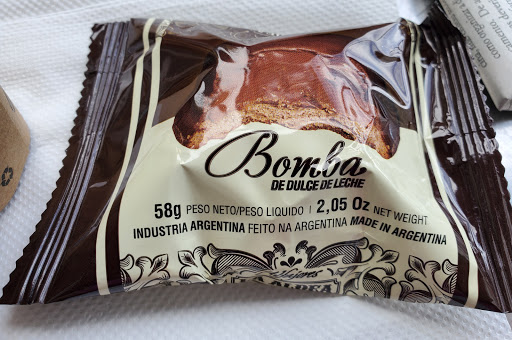 Bomba
DE DULCE DE LECHE
58g PESO NETO/PESO LIQUIDO | 2,05 Oz NET WEIGHT
INDUSTRIA ARGENTINA FEITO NA ARGENTINA MADE IN ARGENTINA